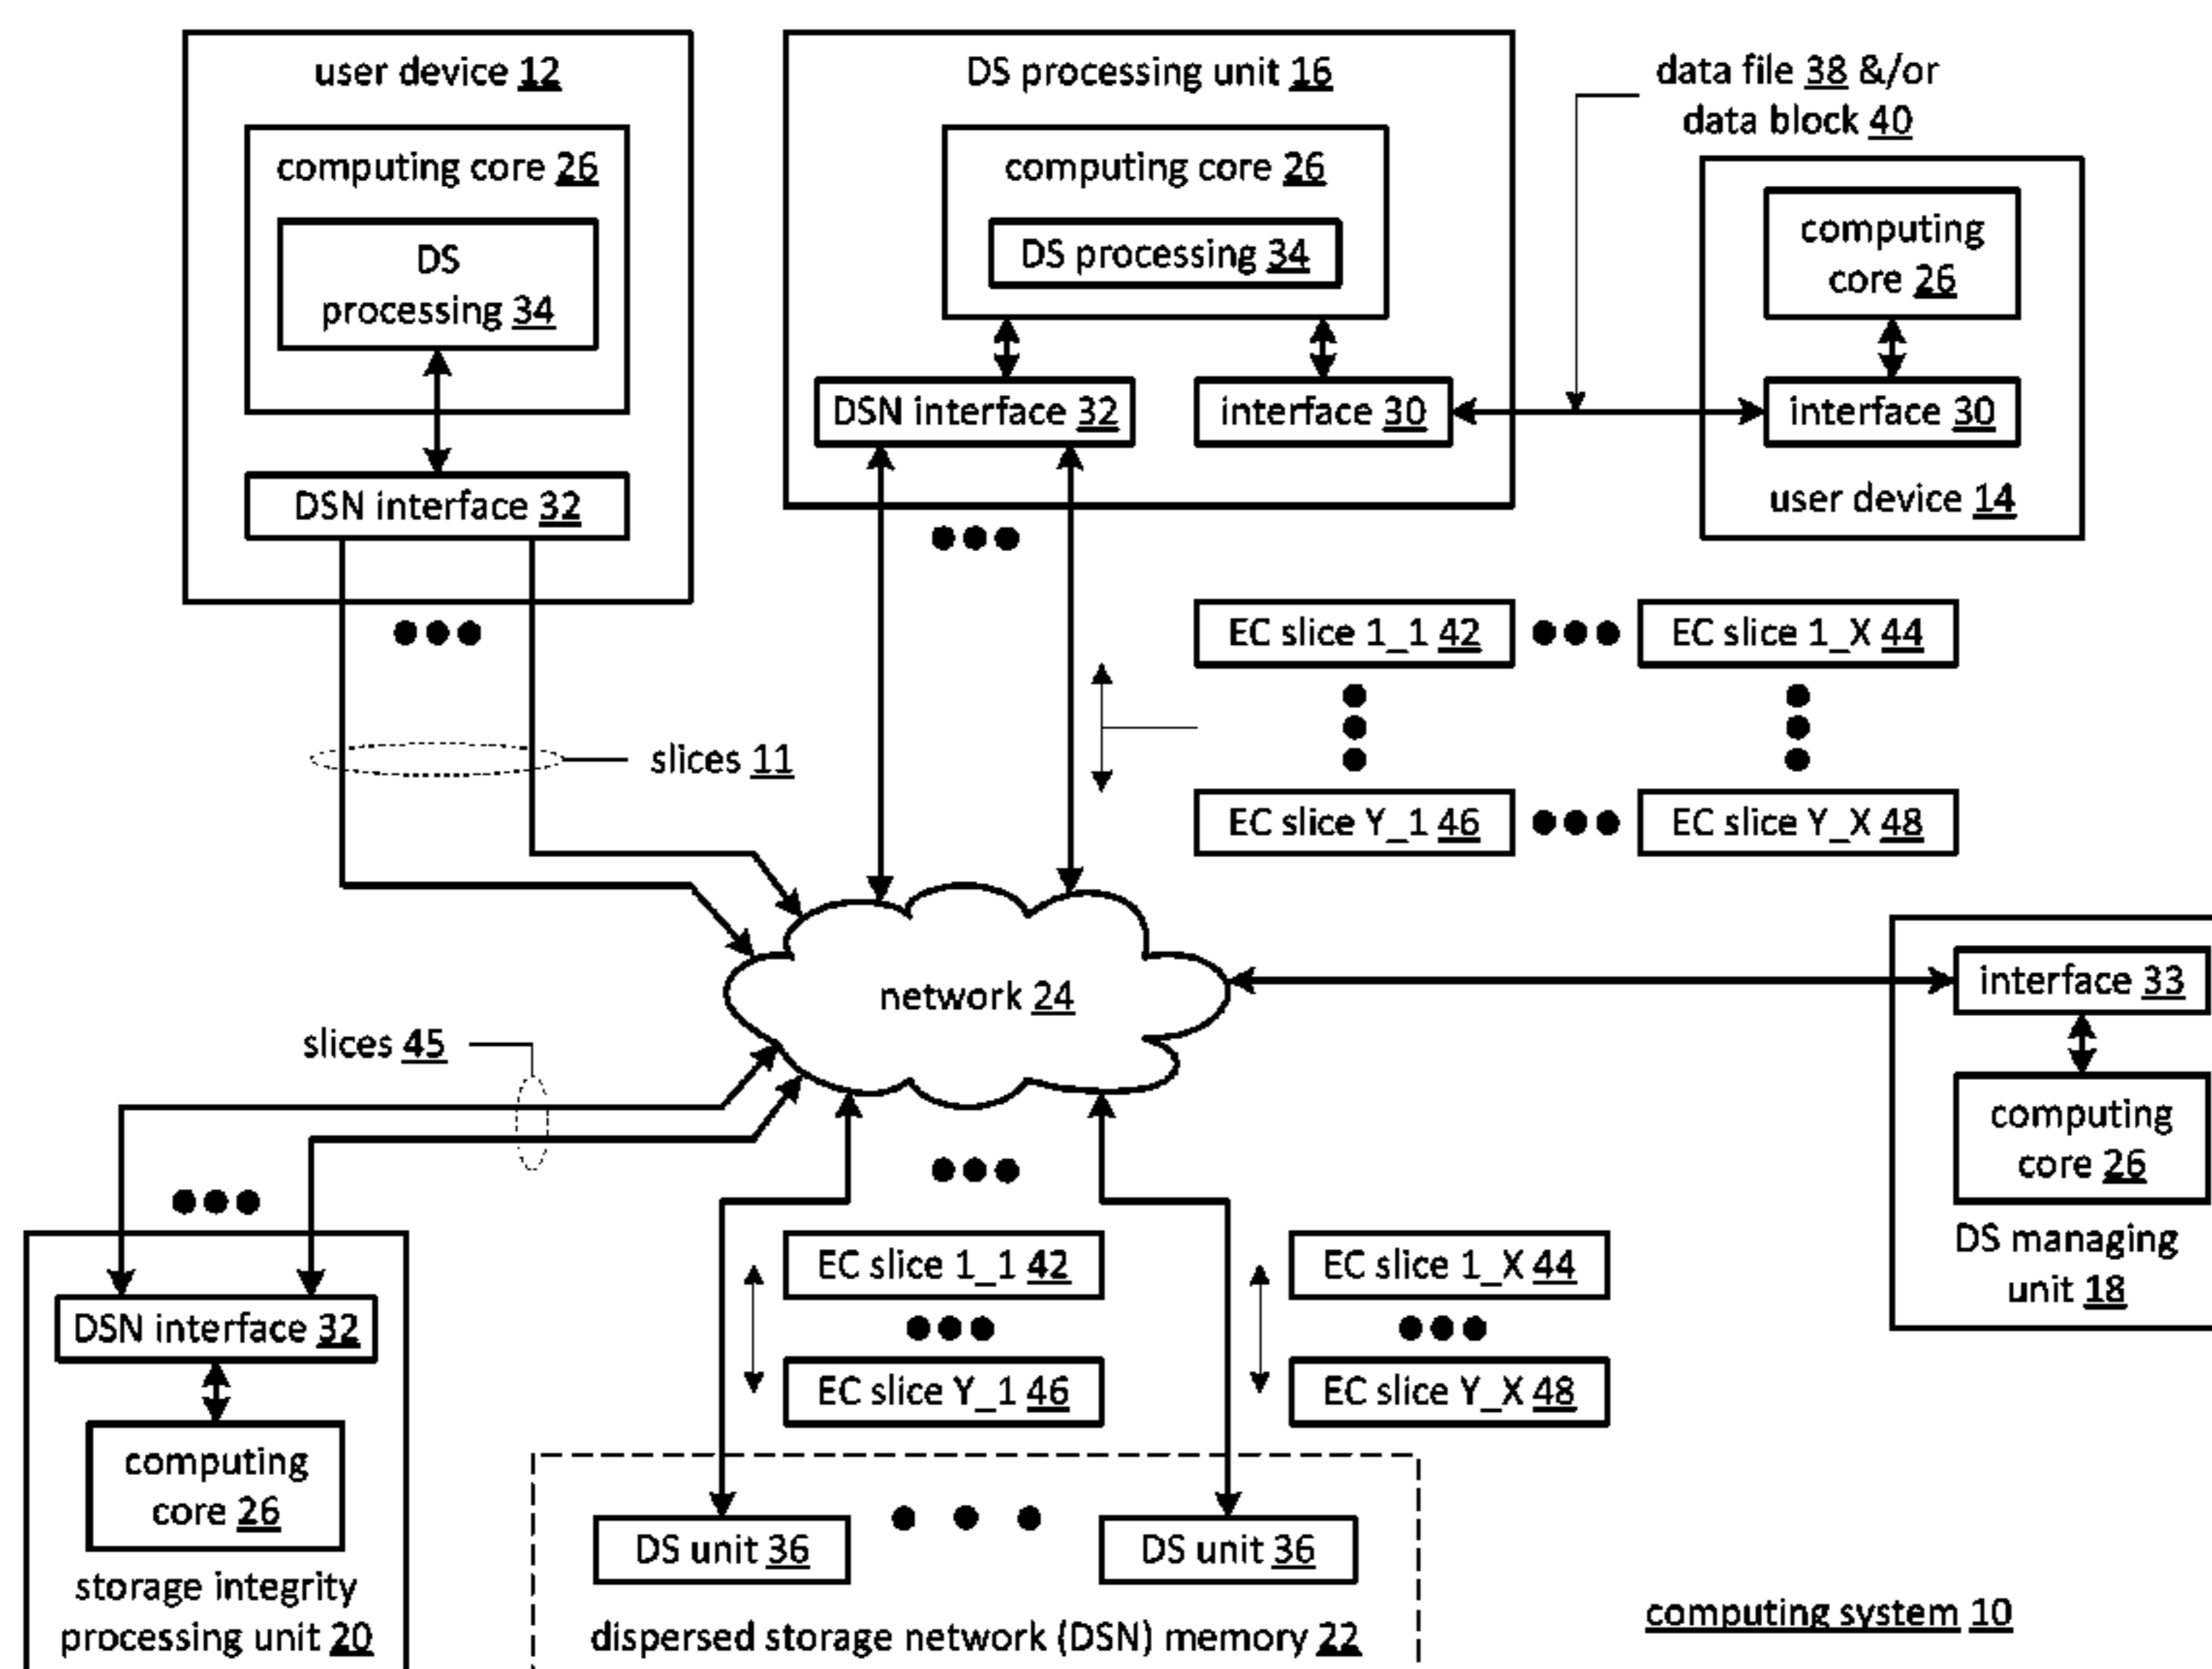 user device 12
computing core 26
DS
processing 34
DSN interface 32
DS processing unit 16
computing core 26
DS processing 34
DSN interface 32
interface 30
data file 38 &/or
data block 40
computing
core 26
interface 30
user device 14
slices 11
EC slice 1_1 42
EC slice 1_X 44
EC slice Y_1 46
EC slice Y_X 48
network 24
interface 33
computing
core 26
DS managing
unit 18
slices 45
DSN interface 32
computing
core 26
storage integrity
processing unit 20
EC slice 1_1 42
EC slice Y_1 46
EC slice 1_X 44
EC slice Y_X 48
DS unit 36
DS unit 36
dispersed storage network (DSN) memory 22
computing system 10